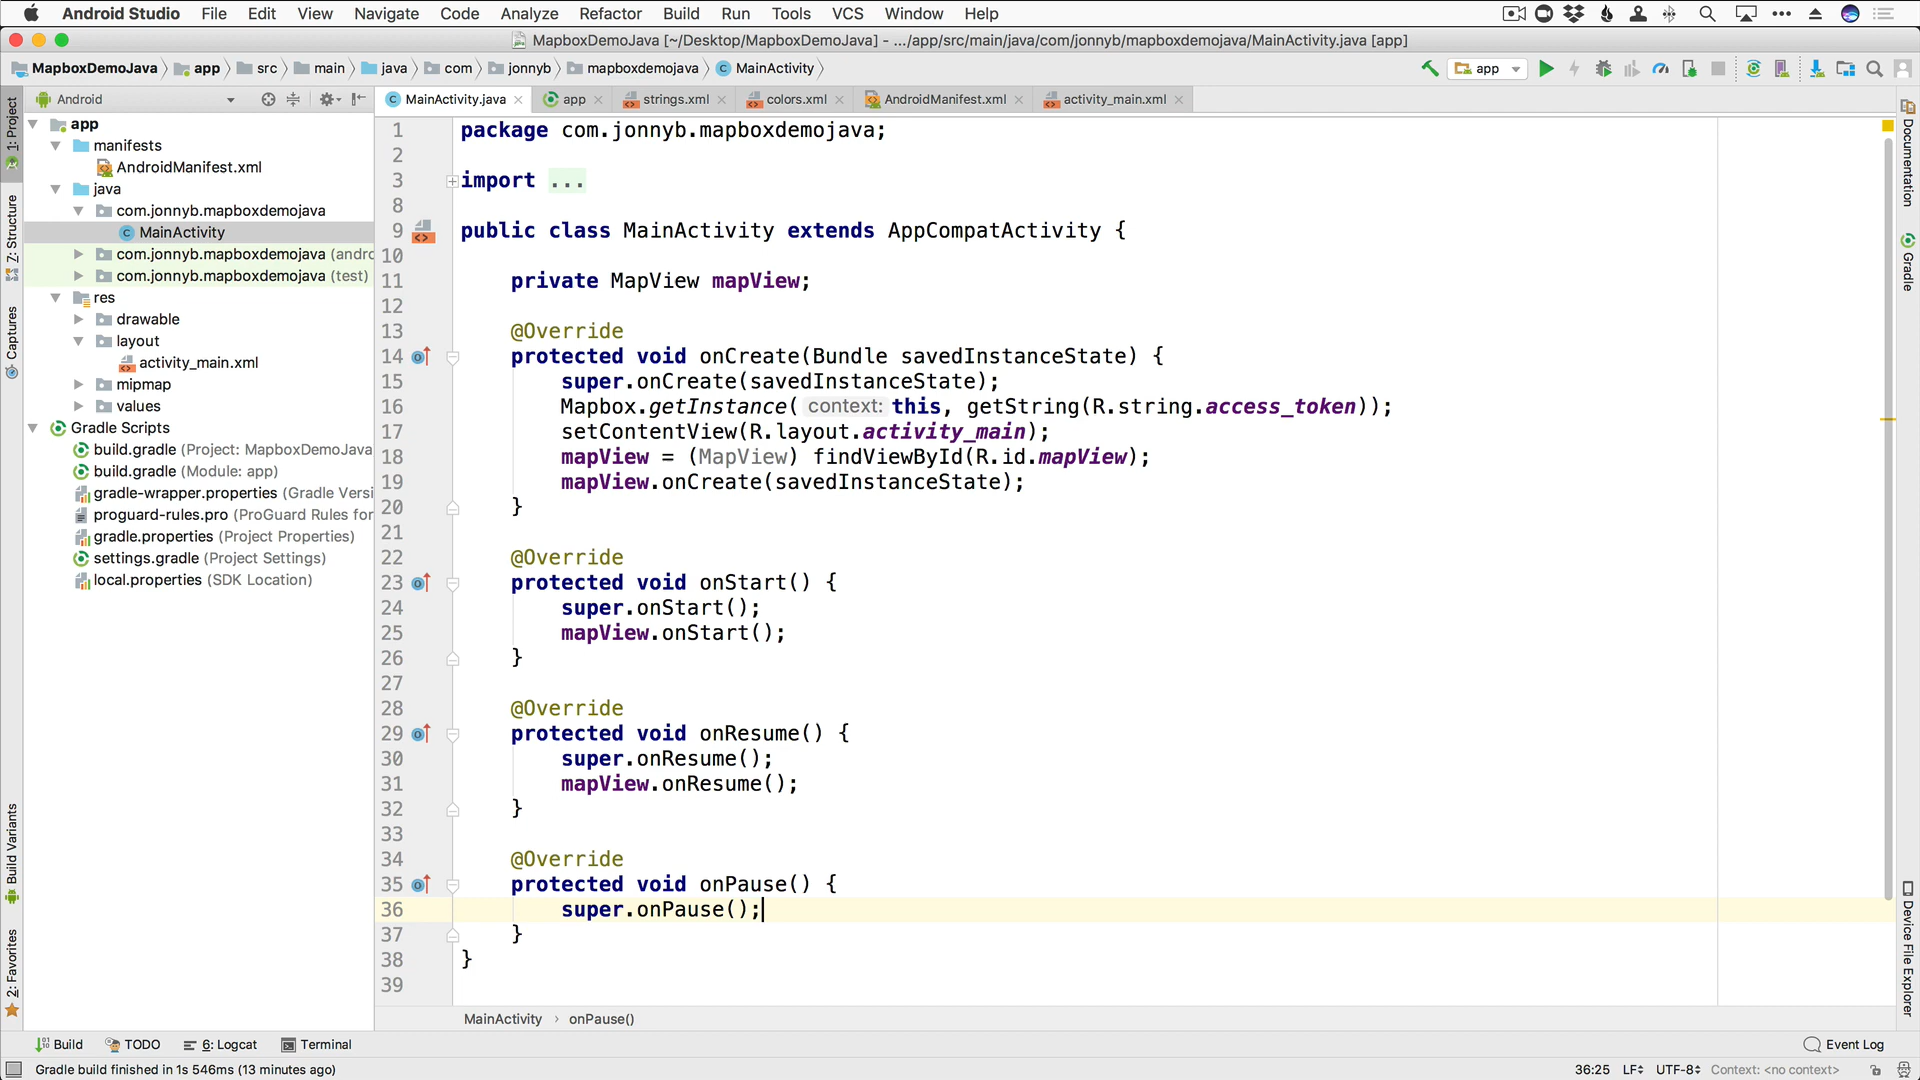 Android Studio File Edit View Navigate Code Analyze Refactor Build Run Tools VCS Window Help
MapboxDemoJava [~/Desktop/MapboxDemoJava] - .../app/src/main/java/com/jonnyb/mapboxdemojava/MainActivity.java [app]
MapboxDemoJava app src main java com jonnyb mapboxdemojava MainActivity app
Android
MainActivity.java app strings.xml colors.xml AndroidManifest.xml activity_main.xml
1: Project
Z: Structure
Captures
Build Variants
2: Favorites
app
manifests
AndroidManifest.xml
java
com.jonnyb.mapboxdemojava
MainActivity
com.jonnyb.mapboxdemojava (andro
com.jonnyb.mapboxdemojava (test)
res
drawable
layout
activity_main.xml
mipmap
values
Gradle Scripts
build.gradle (Project: MapboxDemoJava
build.gradle (Module: app)
gradle-wrapper.properties (Gradle Versi
proguard-rules.pro (ProGuard Rules for
gradle.properties (Project Properties)
settings.gradle (Project Settings)
local.properties (SDK Location)
1 package com.jonnyb.mapboxdemojava;
2
3 import ...
8
9 public class MainActivity extends AppCompatActivity {
10
11 private MapView mapView;
12
13 @Override
14 protected void onCreate(Bundle savedInstanceState) {
15 super.onCreate(savedInstanceState);
16 Mapbox.getInstance( context: this, getString(R.string.access_token));
17 setContentView(R.layout.activity_main);
18 mapView = (MapView) findViewById(R.id.mapView);
19 mapView.onCreate(savedInstanceState);
20 }
21
22 @Override
23 protected void onStart() {
24 super.onStart();
25 mapView.onStart();
26 }
27
28 @Override
29 protected void onResume() {
30 super.onResume();
31 mapView.onResume();
32 }
33
34 @Override
35 protected void onPause() {
36 super.onPause();
37 }
38 }
39
MainActivity › onPause()
Documentation
Gradle
Device File Explorer
Build TODO 6: Logcat Terminal Event Log
Gradle build finished in 1s 546ms (13 minutes ago) 36:25 LF UTF-8 Context: <no context>